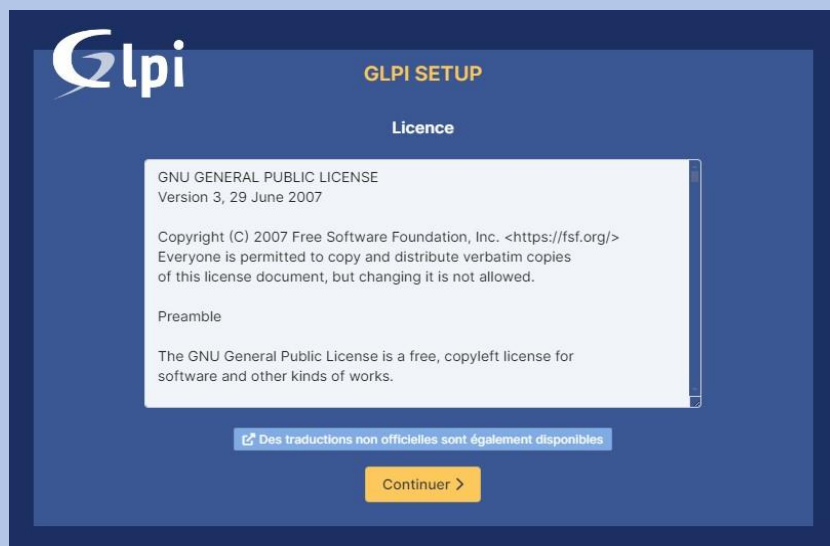 Glpi
GLPI SETUP
Licence
GNU GENERAL PUBLIC LICENSE
Version 3, 29 June 2007
Copyright (C) 2007 Free Software Foundation, Inc. <https://fsf.org/>
Everyone is permitted to copy and distribute verbatim copies
of this license document, but changing it is not allowed.
Preamble
The GNU General Public License is a free, copyleft license for
software and other kinds of works.
Des traductions non officielles sont également disponibles
Continuer >